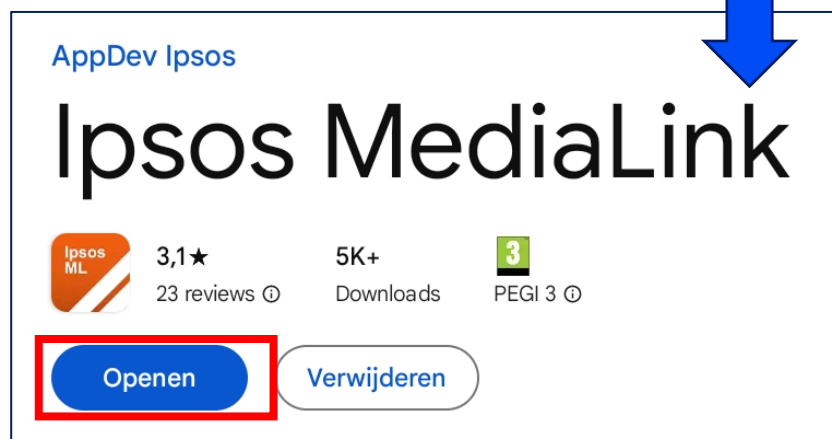 AppDev Ipsos
Ipsos MediaLink
Ipsos
ML
3,1★
23 reviews
5K+
Downloads
3
PEGI 3
Openen
Verwijderen